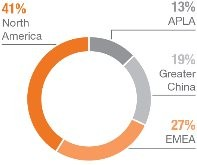 41%
North
America
13%
APLA
19%
Greater
China
27%
EMEA